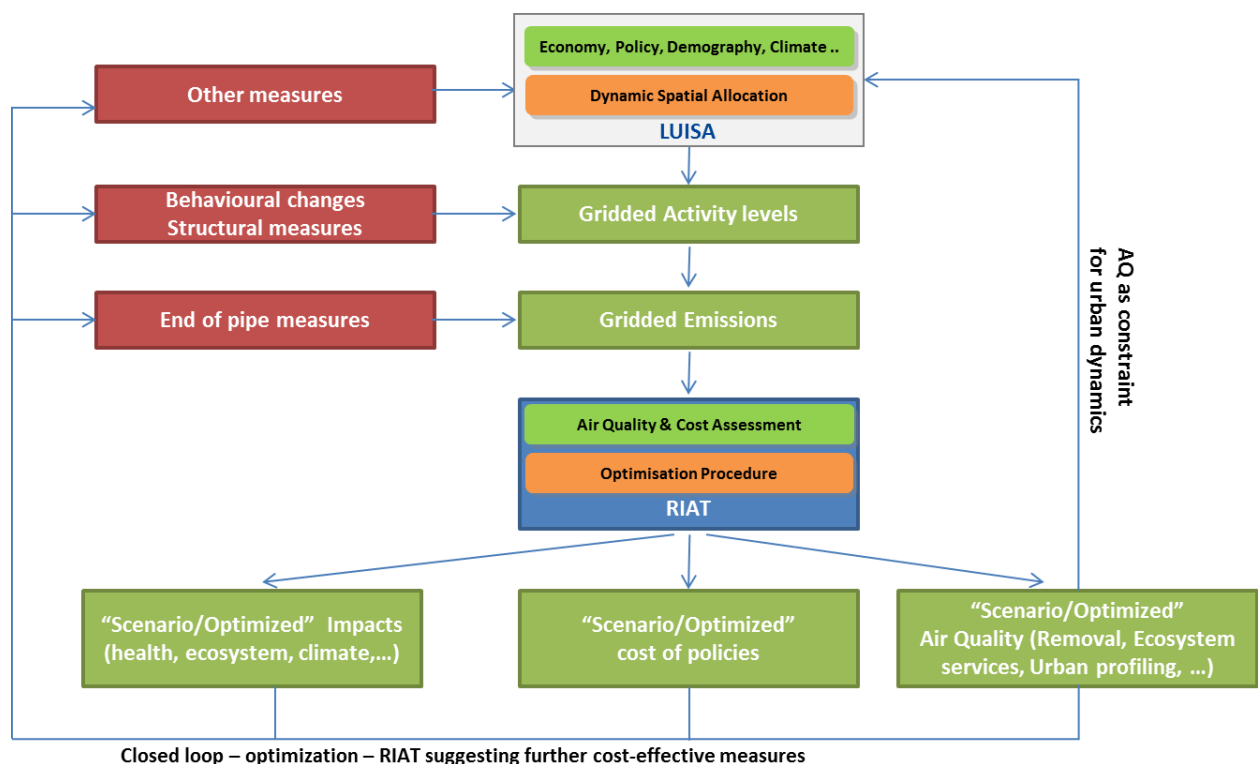 Economy, Policy, Demography, Climate ..
Dynamic Spatial Allocation
LUISA
Other measures
Behavioural changes
Structural measures
Gridded Activity levels
End of pipe measures
Gridded Emissions
AQ as constraint
for urban dynamics
Air Quality & Cost Assessment
Optimisation Procedure
RIAT
“Scenario/Optimized” Impacts
(health, ecosystem, climate,...)
“Scenario/Optimized”
cost of policies
“Scenario/Optimized”
Air Quality (Removal, Ecosystem
services, Urban profiling, ...)
Closed loop – optimization – RIAT suggesting further cost-effective measures